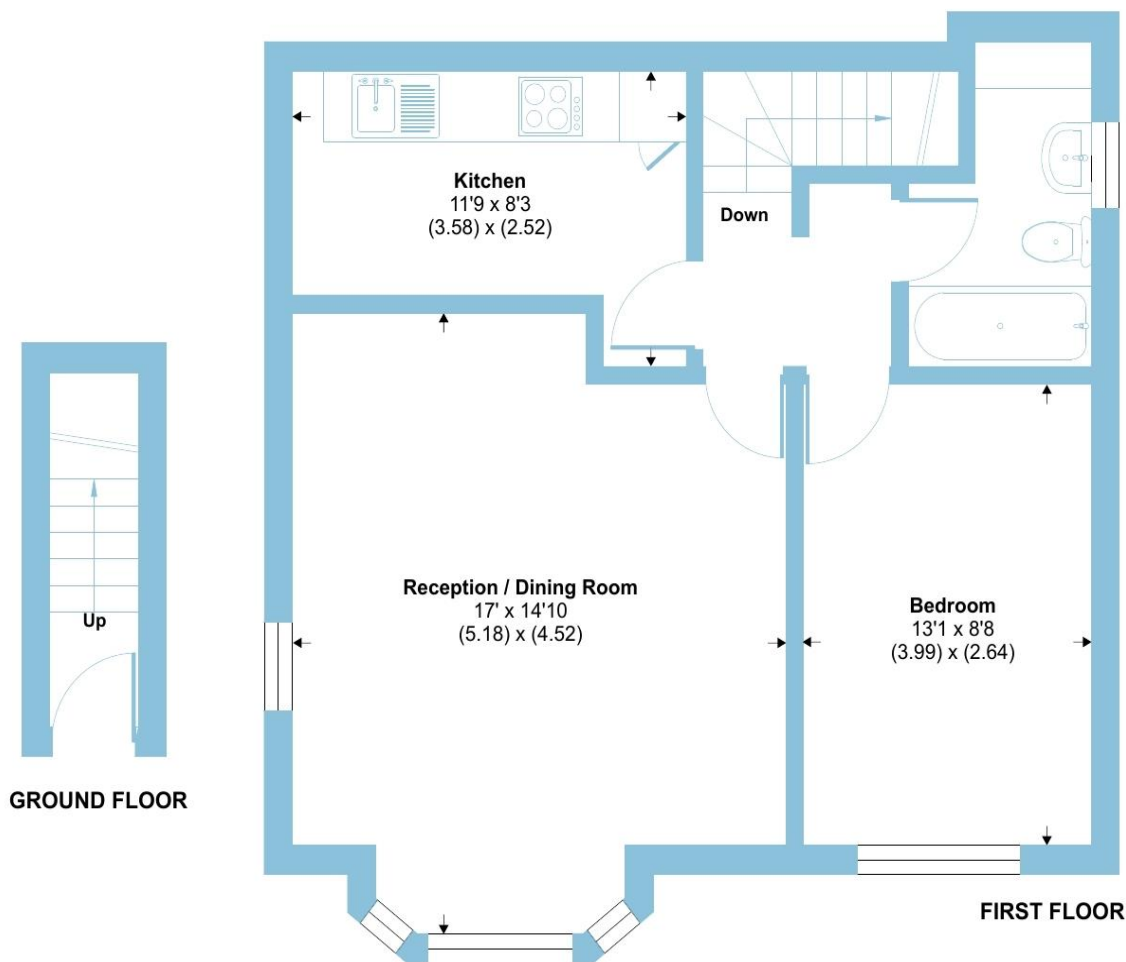 Kitchen
11'9 x 8'3
(3.58) x (2.52)
Down
Reception / Dining Room
17' x 14'10
(5.18) x (4.52)
Bedroom
13'1 x 8'8
(3.99) x (2.64)
Up
GROUND FLOOR
FIRST FLOOR